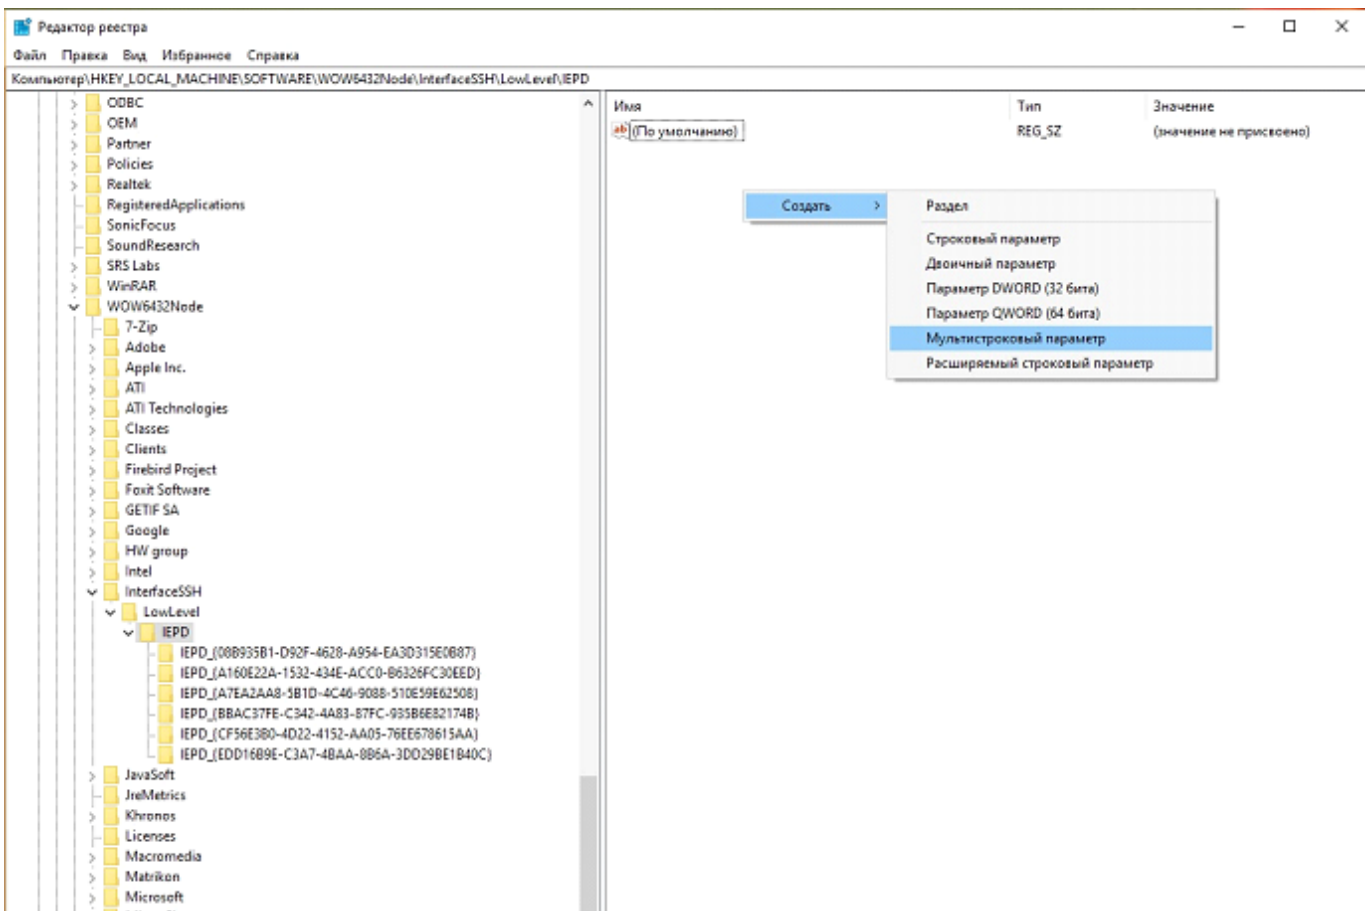 Редактор реестра
Файл Правка Вид Избранное Справка
Компьютер\HKEY_LOCAL_MACHINE\SOFTWARE\WOW6432Node\InterfaceSSH\LowLevel\IEPD
ODBC
OEM
Partner
Policies
Realtek
RegisteredApplications
SonicFocus
SoundResearch
SRS Labs
WinRAR
WOW6432Node
7-Zip
Adobe
Apple Inc.
ATI
ATI Technologies
Classes
Clients
Firebird Project
Foxit Software
GETIF SA
Google
HW group
Intel
InterfaceSSH
LowLevel
IEPD
IEPD_{08B935B1-D92F-4628-A954-EA3D315E0B87}
IEPD_{A160E22A-1532-434E-ACC0-B6326FC30EED}
IEPD_{A7EA2AA8-5B1D-4C46-9088-510E59E62508}
IEPD_{BBAC37FE-C342-4A83-87FC-935B6E82174B}
IEPD_{CF56E3B0-4D22-4152-AA05-76EE678615AA}
IEPD_{EDD16B9E-C3A7-4BAA-8B6A-3DD29BE1B40C}
JavaSoft
JreMetrics
Khronos
Licenses
Macromedia
Matrikon
Microsoft
Имя Тип Значение
(По умолчанию) REG_SZ (значение не присвоено)
Создать
Раздел
Строковый параметр
Двоичный параметр
Параметр DWORD (32 бита)
Параметр QWORD (64 бита)
Мультистроковый параметр
Расширяемый строковый параметр